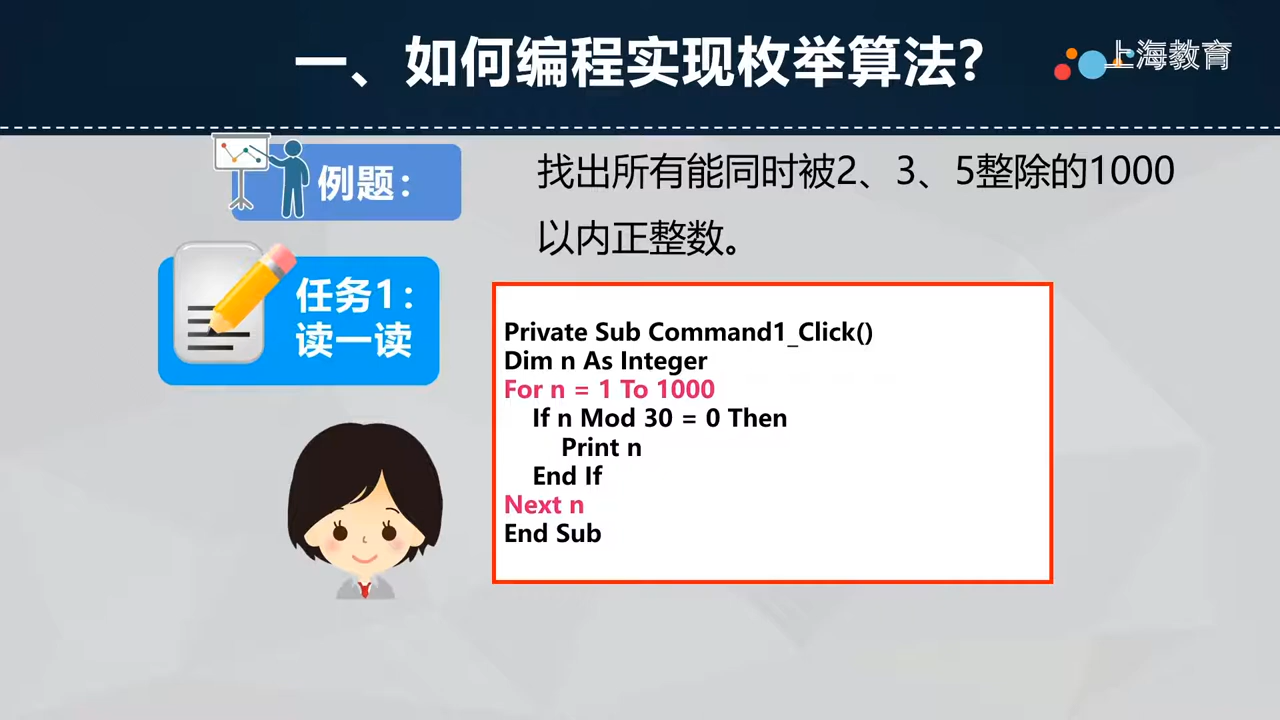 一、如何编程实现枚举算法?
上海教育
例题:
找出所有能同时被2、3、5整除的1000
以内正整数。
任务1:
读一读
Private Sub Command1_Click()
Dim n As Integer
For n = 1 To 1000
If n Mod 30 = 0 Then
Print n
End If
Next n
End Sub